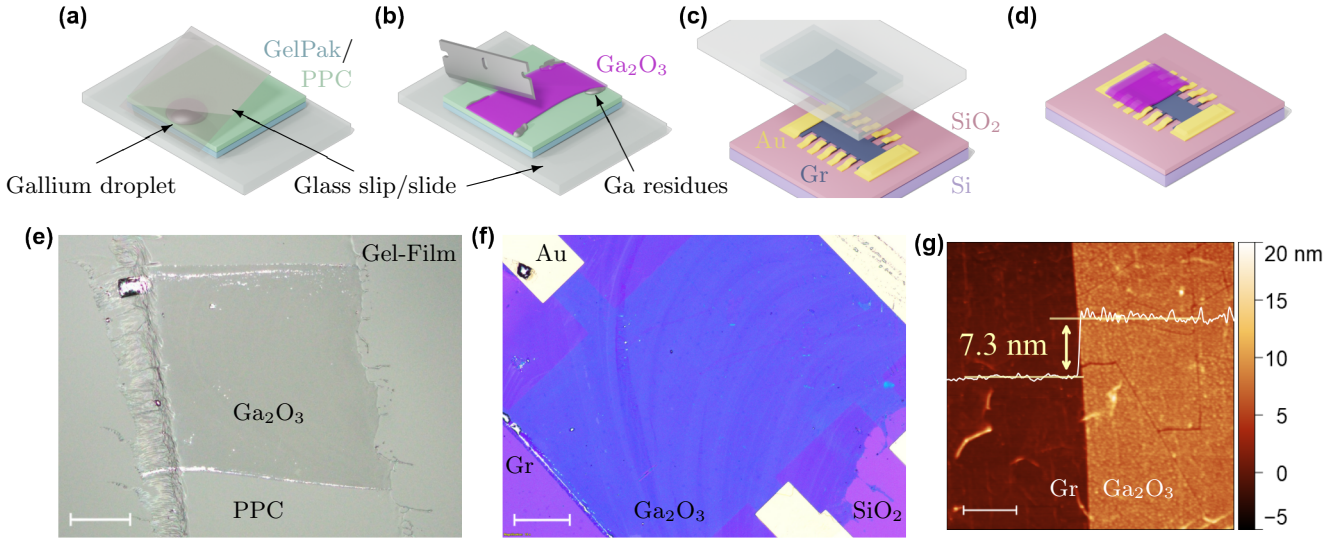 (a)
(b)
(c)
(d)
GelPak/
PPC
Ga₂O₃
Gallium droplet
Glass slip/slide
Ga residues
Au
Gr
SiO₂
Si
(e)
Gel-Film
Ga₂O₃
PPC
(f)
Au
Gr
Ga₂O₃
SiO₂
(g)
7.3 nm
Gr
Ga₂O₃
20 nm
15
10
5
0
−5